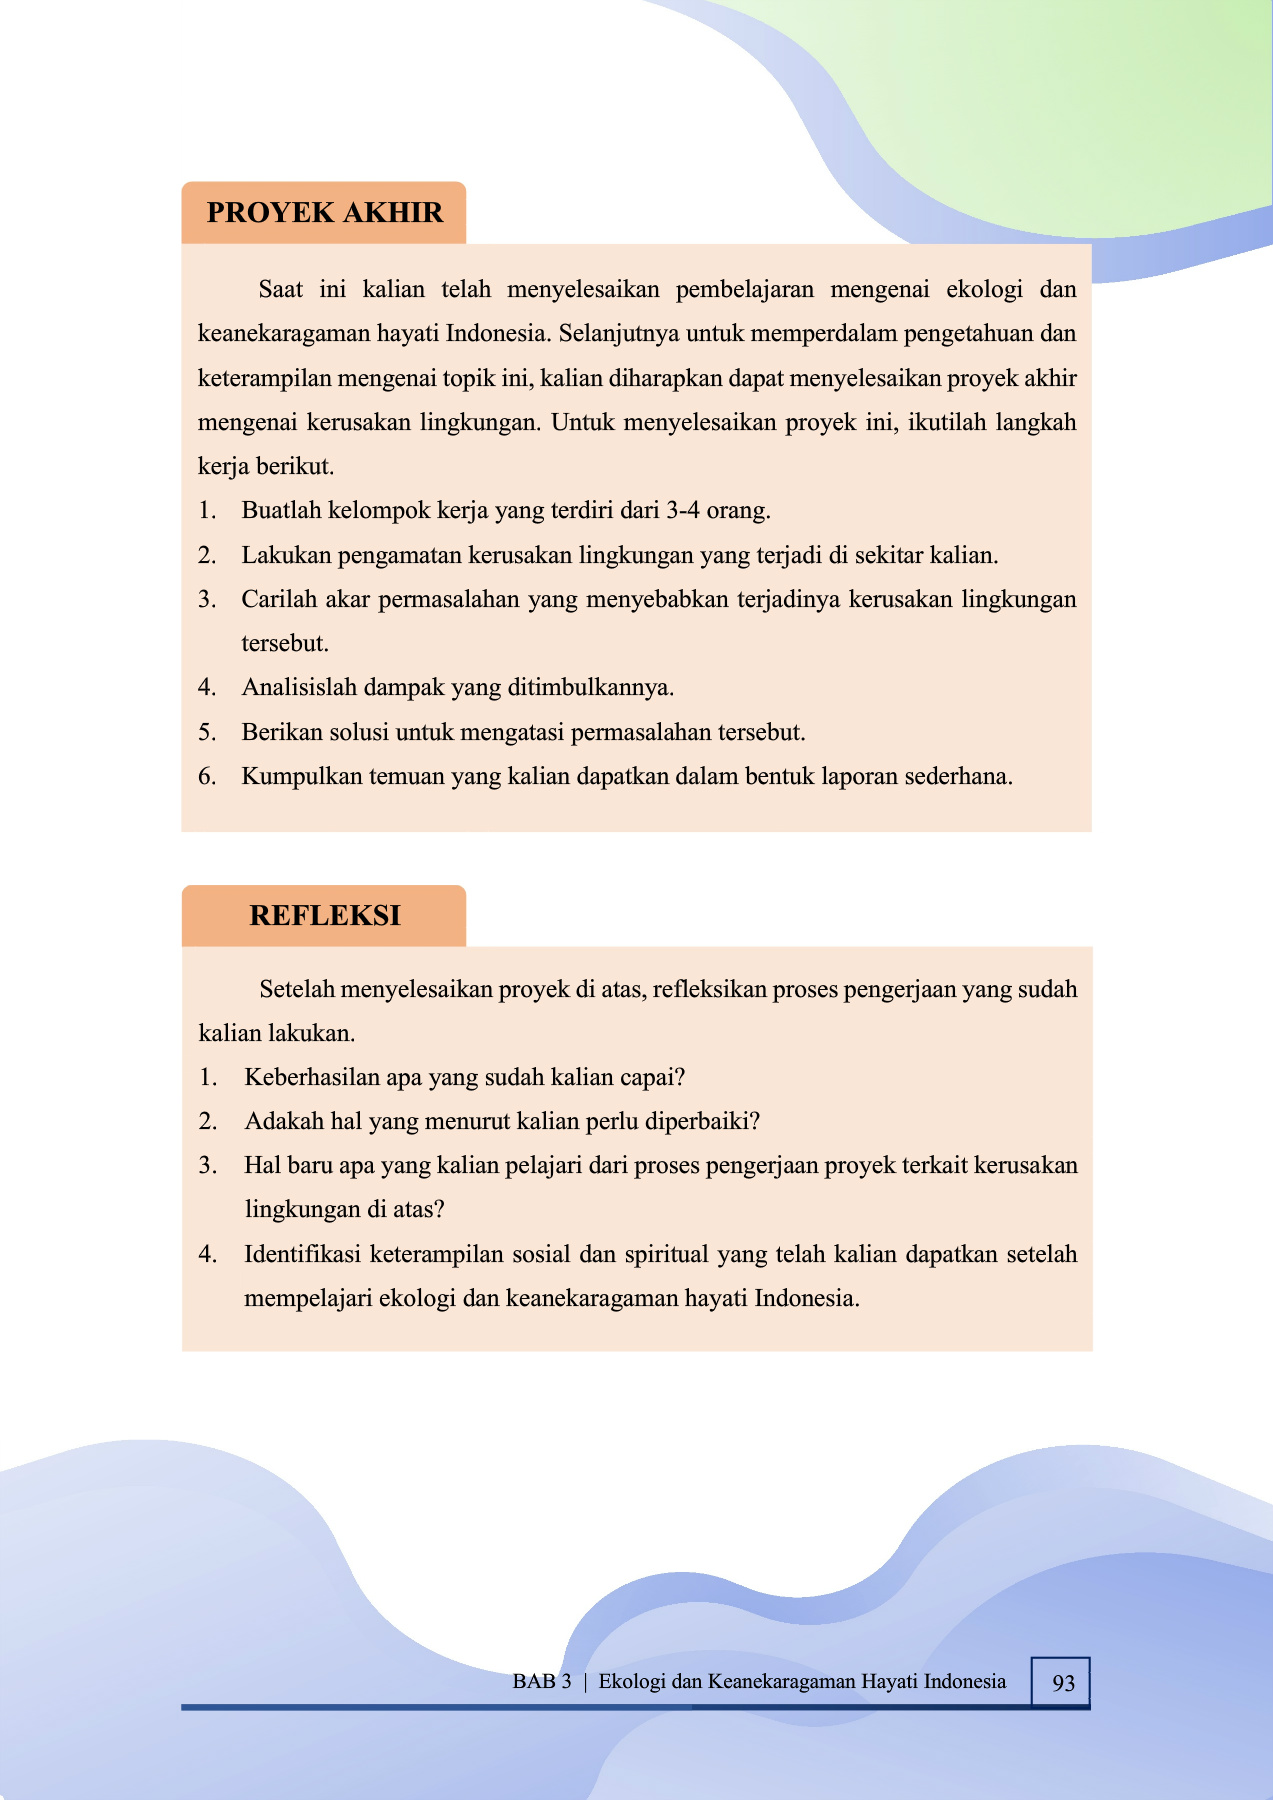 PROYEK AKHIR
Saat ini kalian telah menyelesaikan pembelajaran mengenai ekologi dan
keanekaragaman hayati Indonesia. Selanjutnya untuk memperdalam pengetahuan dan
keterampilan mengenai topik ini, kalian diharapkan dapat menyelesaikan proyek akhir
mengenai kerusakan lingkungan. Untuk menyelesaikan proyek ini, ikutilah langkah
kerja berikut.
1. Buatlah kelompok kerja yang terdiri dari 3-4 orang.
2. Lakukan pengamatan kerusakan lingkungan yang terjadi di sekitar kalian.
3. Carilah akar permasalahan yang menyebabkan terjadinya kerusakan lingkungan
tersebut.
4. Analisislah dampak yang ditimbulkannya.
5. Berikan solusi untuk mengatasi permasalahan tersebut.
6. Kumpulkan temuan yang kalian dapatkan dalam bentuk laporan sederhana.
REFLEKSI
Setelah menyelesaikan proyek di atas, refleksikan proses pengerjaan yang sudah
kalian lakukan.
1. Keberhasilan apa yang sudah kalian capai?
2. Adakah hal yang menurut kalian perlu diperbaiki?
3. Hal baru apa yang kalian pelajari dari proses pengerjaan proyek terkait kerusakan
lingkungan di atas?
4. Identifikasi keterampilan sosial dan spiritual yang telah kalian dapatkan setelah
mempelajari ekologi dan keanekaragaman hayati Indonesia.
BAB 3 | Ekologi dan Keanekaragaman Hayati Indonesia 93